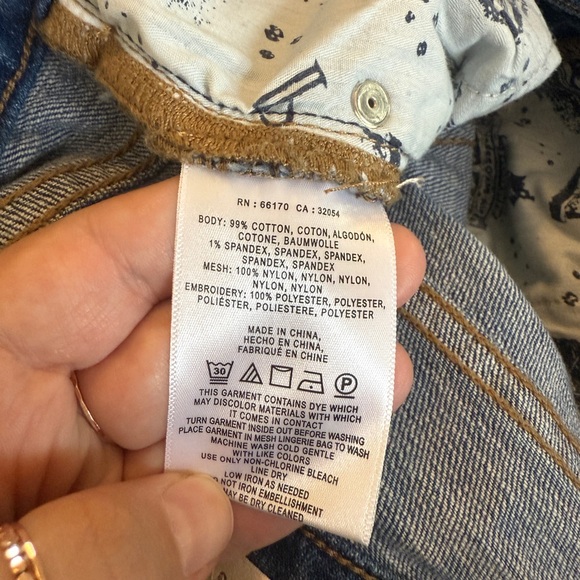 RN : 66170 CA : 32054
BODY: 99% COTTON, COTON, ALGODÓN,
COTONE, BAUMWOLLE
1% SPANDEX, SPANDEX, SPANDEX,
SPANDEX, SPANDEX
MESH: 100% NYLON, NYLON, NYLON,
NYLON, NYLON
EMBROIDERY: 100% POLYESTER, POLYESTER,
POLIÉSTER, POLIESTERE, POLYESTER
MADE IN CHINA,
HECHO EN CHINA,
FABRIQUÉ EN CHINE
30 P
THIS GARMENT CONTAINS DYE WHICH
MAY DISCOLOR MATERIALS WITH WHICH
IT COMES IN CONTACT
TURN GARMENT INSIDE OUT BEFORE WASHING
PLACE GARMENT IN MESH LINGERIE BAG TO WASH
MACHINE WASH COLD GENTLE
WITH LIKE COLORS
USE ONLY NON-CHLORINE BLEACH
LINE DRY
LOW IRON AS NEEDED
DO NOT IRON EMBELLISHMENT
MAY BE DRY CLEANED